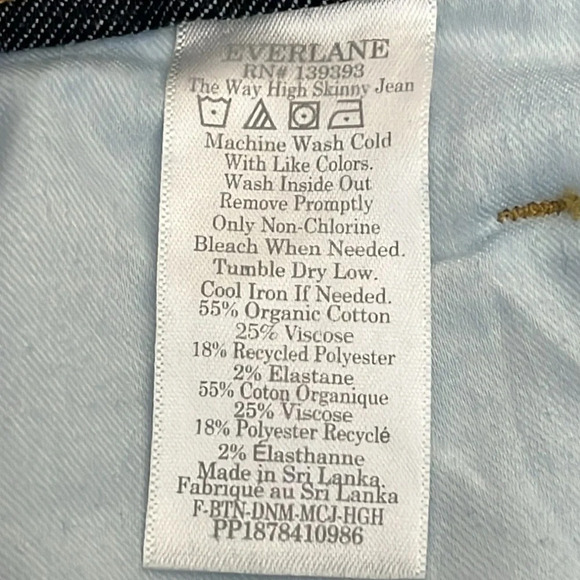 EVERLANE
RN# 139393
The Way High Skinny Jean
Machine Wash Cold
With Like Colors.
Wash Inside Out
Remove Promptly
Only Non-Chlorine
Bleach When Needed.
Tumble Dry Low.
Cool Iron If Needed.
55% Organic Cotton
25% Viscose
18% Recycled Polyester
2% Elastane
55% Coton Organique
25% Viscose
18% Polyester Recyclé
2% Élasthanne
Made in Sri Lanka.
Fabriqué au Sri Lanka
F-BTN-DNM-MCJ-HGH
PP1878410986